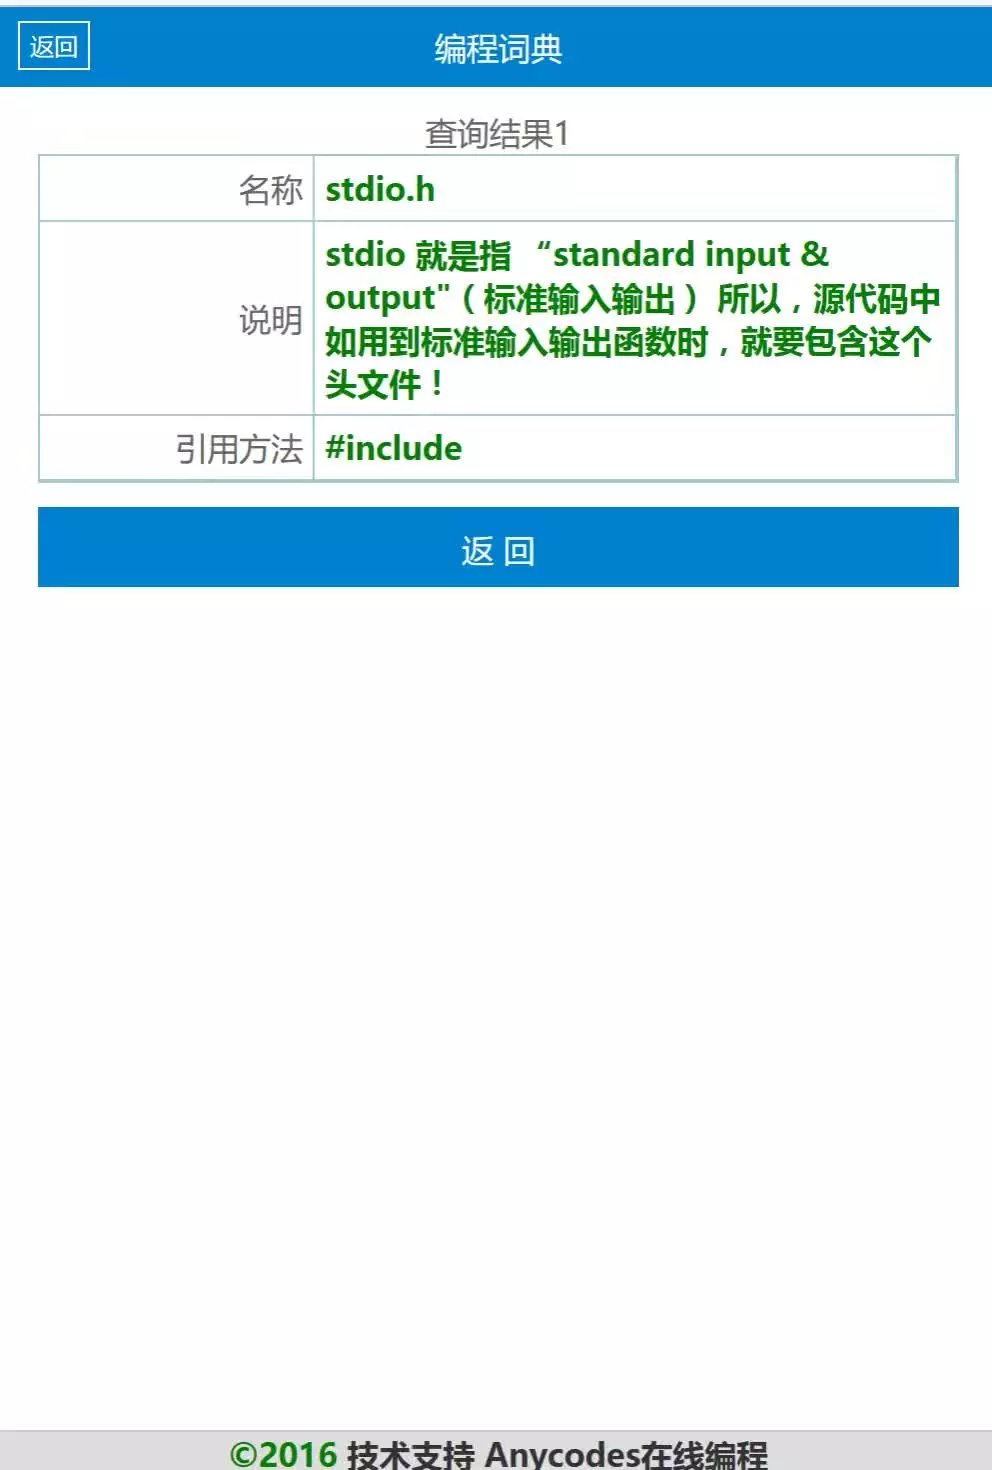 返回
编程词典
查询结果1
名称
stdio.h
说明
stdio 就是指 “standard input &
output"（标准输入输出） 所以，源代码中
如用到标准输入输出函数时，就要包含这个
头文件！
引用方法
#include
返 回
©2016 技术支持 Anycodes在线编程